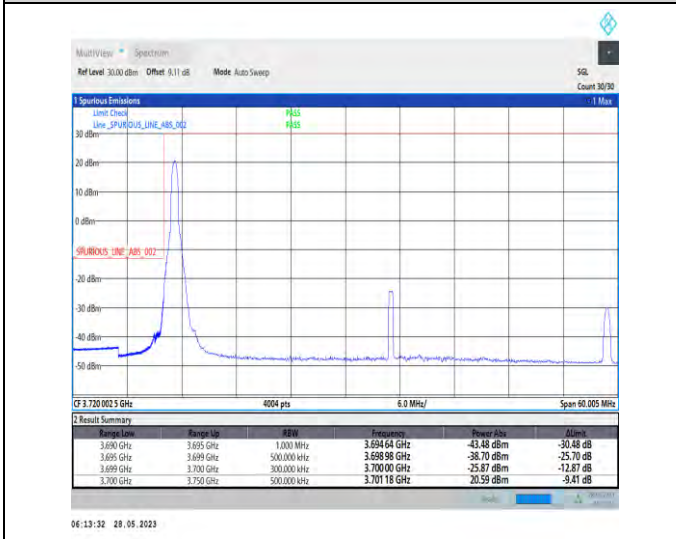 MultiView Spectrum
Ref Level 30.00 dBm Offset 9.11 dB Mode Auto Sweep SGL
Count 30/30
1 Spurious Emissions 1 Max
Limit Check PASS
Line _SPURIOUS_LINE_ABS_002 PASS
30 dBm
20 dBm
10 dBm
0 dBm
SPURIOUS_LINE_ABS_002
-20 dBm
-30 dBm
-40 dBm
-50 dBm
CF 3.720 002 5 GHz 4004 pts 6.0 MHz/ Span 60.005 MHz
2 Result Summary
Range Low Range Up RBW Frequency Power Abs ΔLimit
3.690 GHz 3.695 GHz 1.000 MHz 3.694 64 GHz -43.48 dBm -30.48 dB
3.695 GHz 3.699 GHz 500.000 kHz 3.698 98 GHz -38.70 dBm -25.70 dB
3.699 GHz 3.700 GHz 300.000 kHz 3.700 00 GHz -25.87 dBm -12.87 dB
3.700 GHz 3.750 GHz 500.000 kHz 3.701 18 GHz 20.59 dBm -9.41 dB
06:13:32 28.05.2023